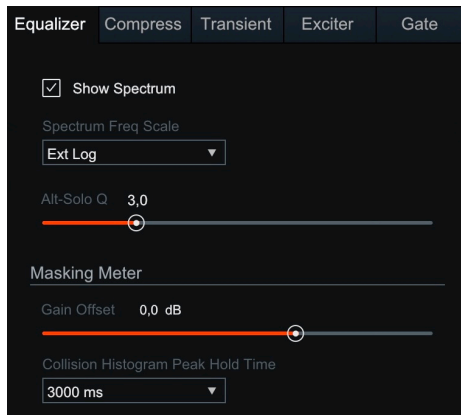 Equalizer Compress Transient Exciter Gate
Show Spectrum
Spectrum Freq Scale
Ext Log
Alt-Solo Q 3,0
Masking Meter
Gain Offset 0,0 dB
Collision Histogram Peak Hold Time
3000 ms